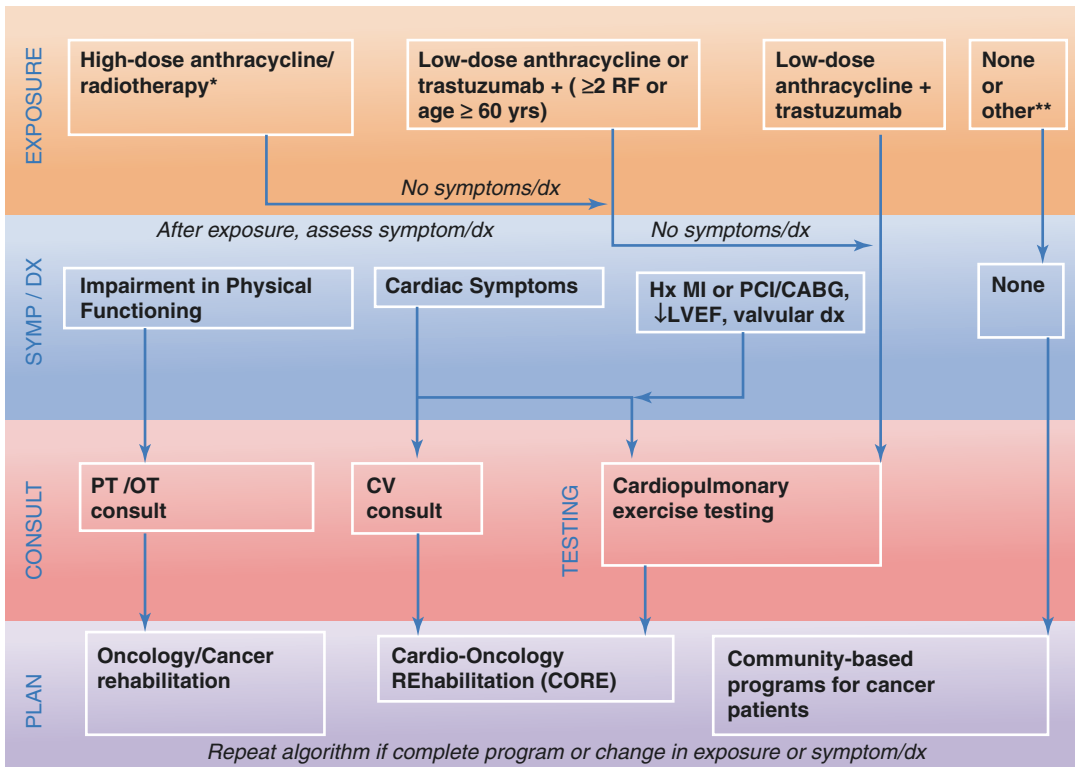 EXPOSURE
High-dose anthracycline/
radiotherapy*
Low-dose anthracycline or
trastuzumab + ( ≥2 RF or
age ≥ 60 yrs)
Low-dose
anthracycline +
trastuzumab
None
or
other**
No symptoms/dx
After exposure, assess symptom/dx
No symptoms/dx
SYMP / DX
Impairment in Physical
Functioning
Cardiac Symptoms
Hx MI or PCI/CABG,
↓LVEF, valvular dx
None
CONSULT
PT /OT
consult
CV
consult
TESTING
Cardiopulmonary
exercise testing
PLAN
Oncology/Cancer
rehabilitation
Cardio-Oncology
REhabilitation (CORE)
Community-based
programs for cancer
patients
Repeat algorithm if complete program or change in exposure or symptom/dx